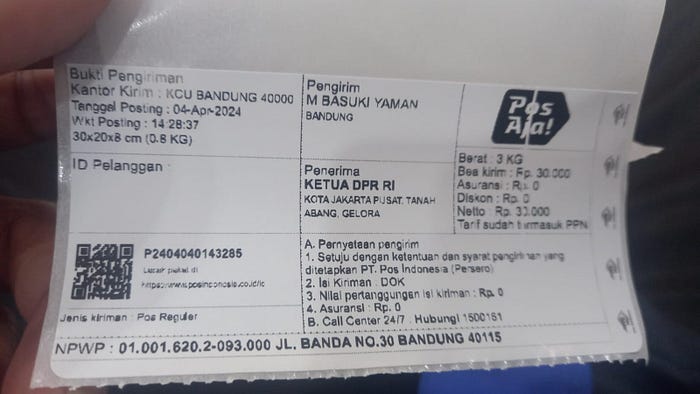 Bukti Pengiriman
Kantor Kirim : KCU BANDUNG 40000
Tanggal Posting : 04-Apr-2024
Wkt Posting : 14:28:37
30x20x8 cm (0.8 KG)
Pengirim
M BASUKI YAMAN
BANDUNG
Pos
Aja!
ID Pelanggan :
Penerima
KETUA DPR RI
KOTA JAKARTA PUSAT, TANAH
ABANG, GELORA
Berat : 3 KG
Bea kirim : Rp. 30.000
Asuransi : Rp. 0
Diskon : Rp. 0
Netto : Rp. 30.000
Tarif sudah termasuk PPN
P2404040143285
Lacak paket di
https://www.posindonesia.co.id/
Jenis kiriman : Pos Reguler
A. Pernyataan pengirim
1. Setuju dengan ketentuan dan syarat pengiriman yang
ditetapkan PT. Pos Indonesia (Persero)
2. Isi Kiriman : DOK
3. Nilai pertanggungan isi kiriman : Rp. 0
4. Asuransi : Rp. 0
B. Call Center 24/7 : Hubungi 1500161
NPWP : 01.001.620.2-093.000 JL. BANDA NO.30 BANDUNG 40115